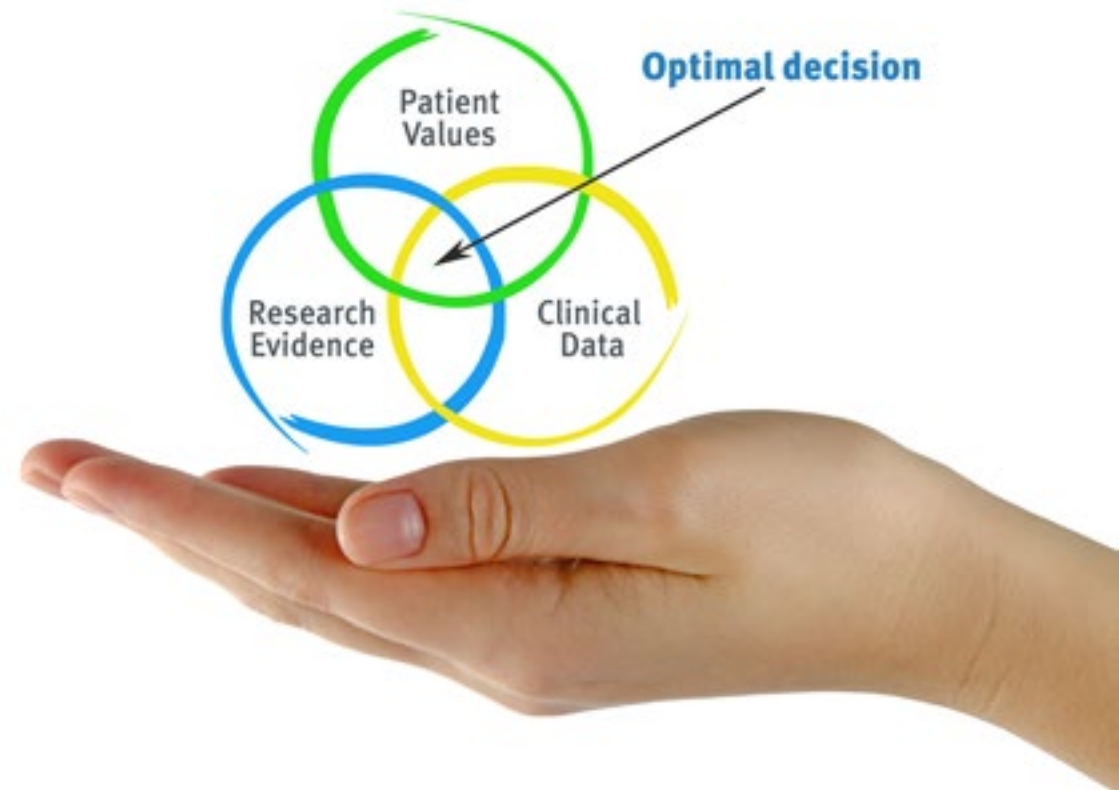 Optimal decision
Patient
Values
Research
Evidence
Clinical
Data